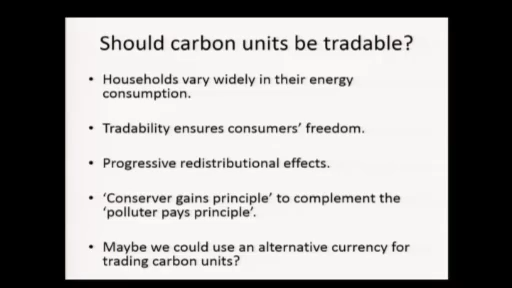 Should carbon units be tradable?
• Households vary widely in their energy
consumption.
• Tradability ensures consumers' freedom.
• Progressive redistributional effects.
• 'Conserver gains principle' to complement the
'polluter pays principle'.
• Maybe we could use an alternative currency for
trading carbon units?